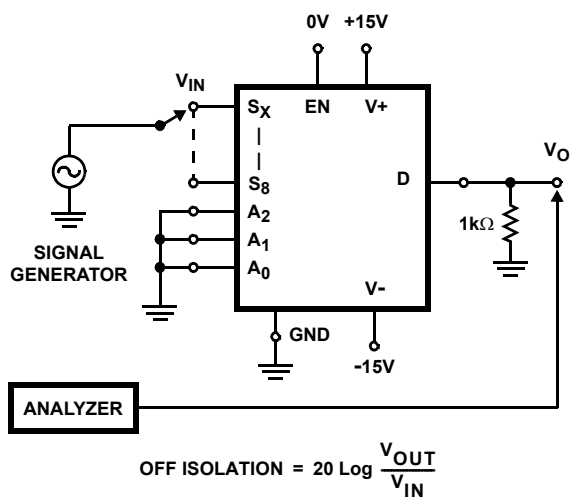 0V +15V
V_IN
S_X EN V+
S_8 D V_O
A_2
1kΩ
A_1
SIGNAL GENERATOR
A_0
V-
GND
-15V
ANALYZER
OFF ISOLATION = 20 Log V_OUT / V_IN